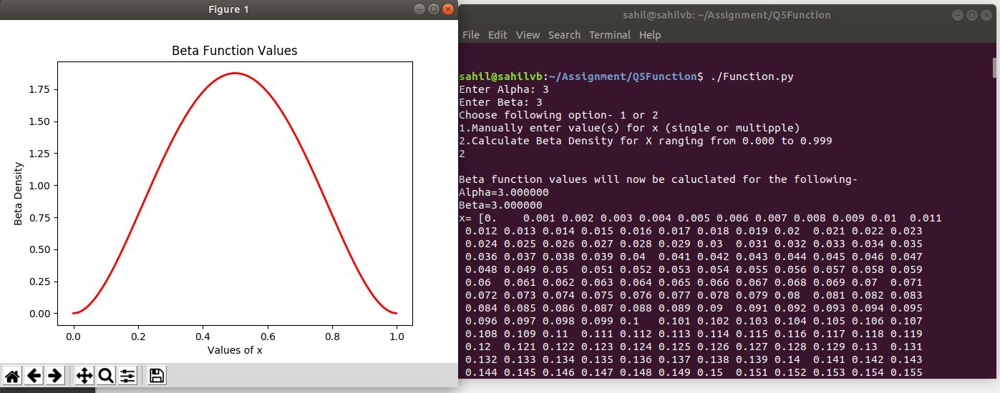 Figure 1
Beta Function Values
Beta Density
1.75
1.50
1.25
1.00
0.75
0.50
0.25
0.00
0.0 0.2 0.4 0.6 0.8 1.0
Values of x
sahil@sahilvb: ~/Assignment/Q5Function
File Edit View Search Terminal Help
sahil@sahilvb:~/Assignment/Q5Function$ ./Function.py
Enter Alpha: 3
Enter Beta: 3
Choose following option- 1 or 2
1.Manually enter value(s) for x (single or multipple)
2.Calculate Beta Density for X ranging from 0.000 to 0.999
2
Beta function values will now be caluclated for the following-
Alpha=3.000000
Beta=3.000000
x= [0.    0.001 0.002 0.003 0.004 0.005 0.006 0.007 0.008 0.009 0.01  0.011
0.012 0.013 0.014 0.015 0.016 0.017 0.018 0.019 0.02  0.021 0.022 0.023
0.024 0.025 0.026 0.027 0.028 0.029 0.03  0.031 0.032 0.033 0.034 0.035
0.036 0.037 0.038 0.039 0.04  0.041 0.042 0.043 0.044 0.045 0.046 0.047
0.048 0.049 0.05  0.051 0.052 0.053 0.054 0.055 0.056 0.057 0.058 0.059
0.06  0.061 0.062 0.063 0.064 0.065 0.066 0.067 0.068 0.069 0.07  0.071
0.072 0.073 0.074 0.075 0.076 0.077 0.078 0.079 0.08  0.081 0.082 0.083
0.084 0.085 0.086 0.087 0.088 0.089 0.09  0.091 0.092 0.093 0.094 0.095
0.096 0.097 0.098 0.099 0.1   0.101 0.102 0.103 0.104 0.105 0.106 0.107
0.108 0.109 0.11  0.111 0.112 0.113 0.114 0.115 0.116 0.117 0.118 0.119
0.12  0.121 0.122 0.123 0.124 0.125 0.126 0.127 0.128 0.129 0.13  0.131
0.132 0.133 0.134 0.135 0.136 0.137 0.138 0.139 0.14  0.141 0.142 0.143
0.144 0.145 0.146 0.147 0.148 0.149 0.15  0.151 0.152 0.153 0.154 0.155